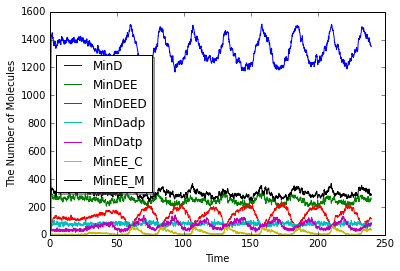 1600
1400
1200
1000
800
600
400
200
0
The Number of Molecules
MinD
MinDEE
MinDEED
MinDadp
MinDatp
MinEE_C
MinEE_M
0 50 100 150 200 250
Time